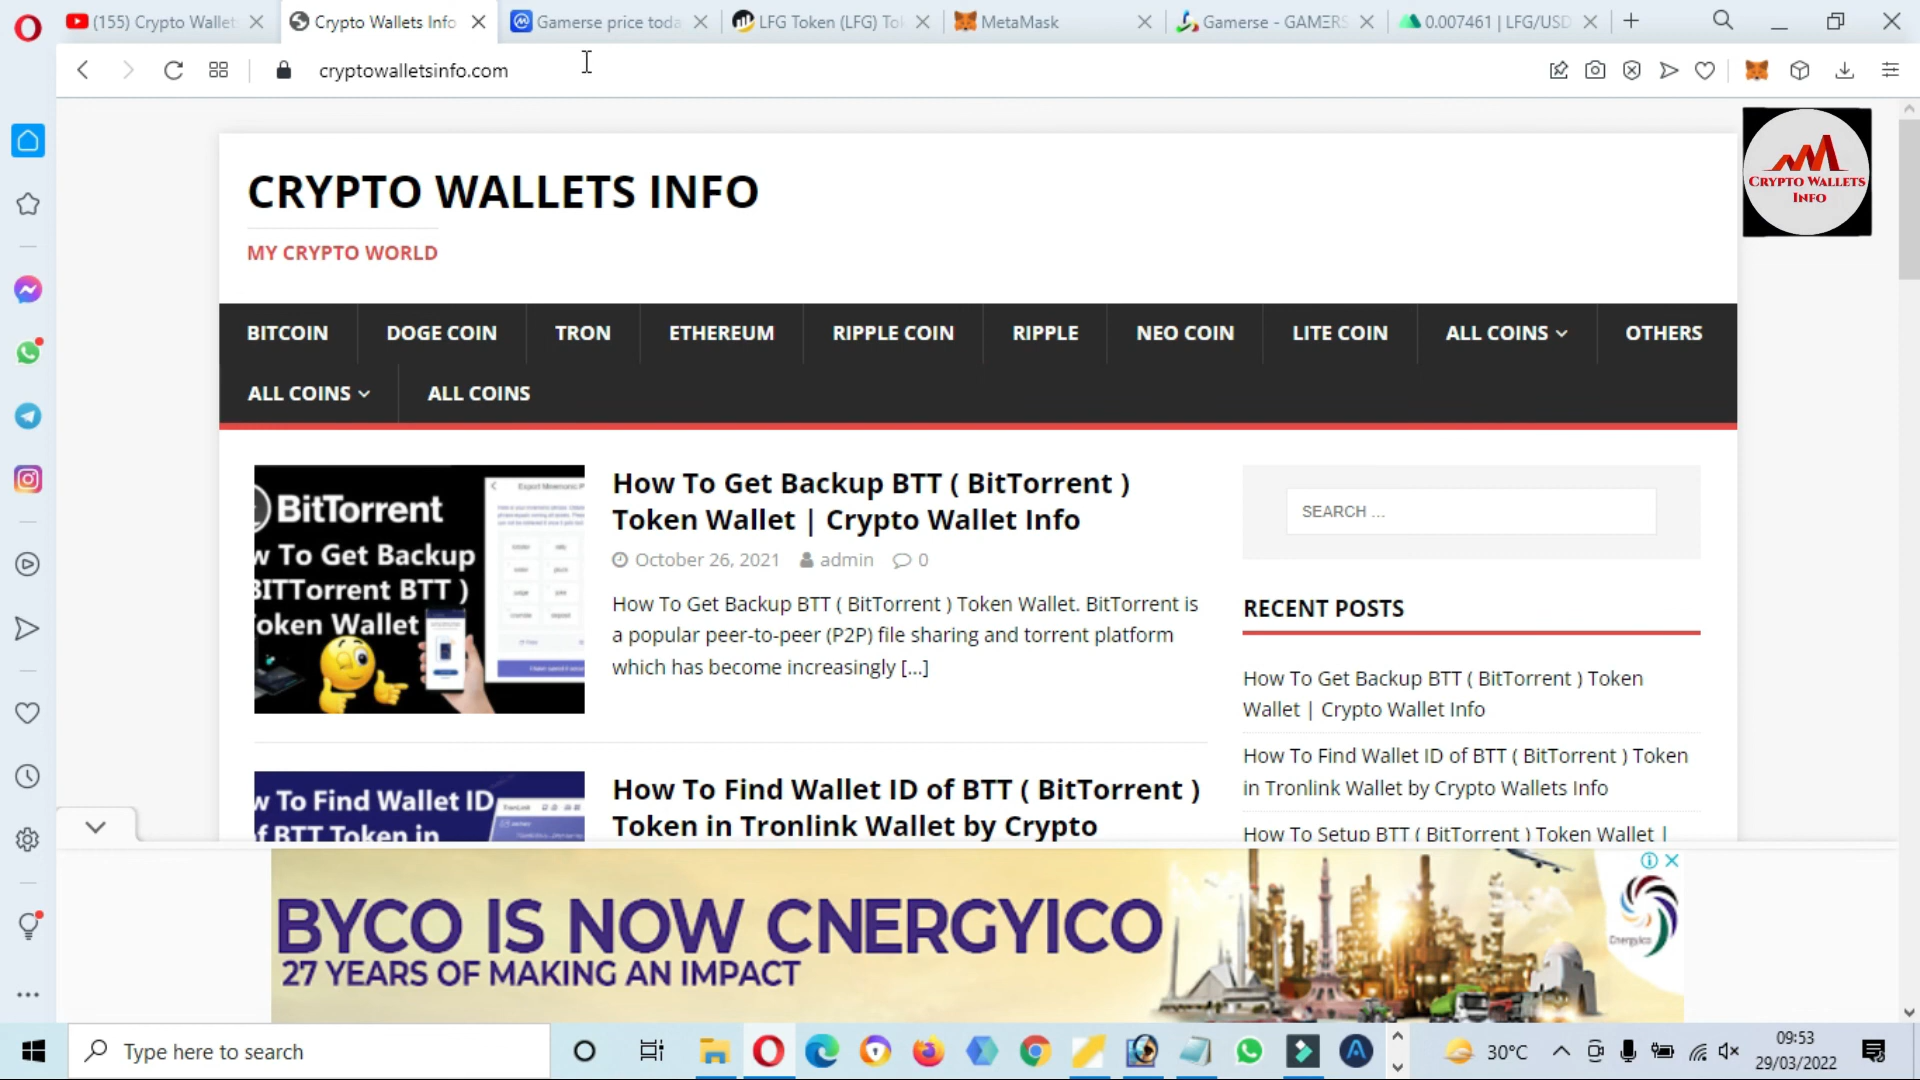 (155) Crypto Wallet
Crypto Wallets Info
Gamerse price toda
LFG Token (LFG) To
MetaMask
Gamerse - GAMERS
0.007461 | LFG/USD
cryptowalletsinfo.com
CRYPTO WALLETS INFO
MY CRYPTO WORLD
CRYPTO WALLETS
INFO
BITCOIN
DOGE COIN
TRON
ETHEREUM
RIPPLE COIN
RIPPLE
NEO COIN
LITE COIN
ALL COINS
OTHERS
ALL COINS
ALL COINS
BitTorrent
w To Get Backup
BITTorrent BTT )
oken Wallet
How To Get Backup BTT ( BitTorrent )
Token Wallet | Crypto Wallet Info
October 26, 2021 admin 0
How To Get Backup BTT ( BitTorrent ) Token Wallet. BitTorrent is
a popular peer-to-peer (P2P) file sharing and torrent platform
which has become increasingly [...]
w To Find Wallet ID
of BTT Token in
How To Find Wallet ID of BTT ( BitTorrent )
Token in Tronlink Wallet by Crypto
SEARCH ...
RECENT POSTS
How To Get Backup BTT ( BitTorrent ) Token
Wallet | Crypto Wallet Info
How To Find Wallet ID of BTT ( BitTorrent ) Token
in Tronlink Wallet by Crypto Wallets Info
How To Setup BTT ( BitTorrent ) Token Wallet |
BYCO IS NOW CNERGYICO
27 YEARS OF MAKING AN IMPACT
Cnergyico
Type here to search
30°C
09:53
29/03/2022